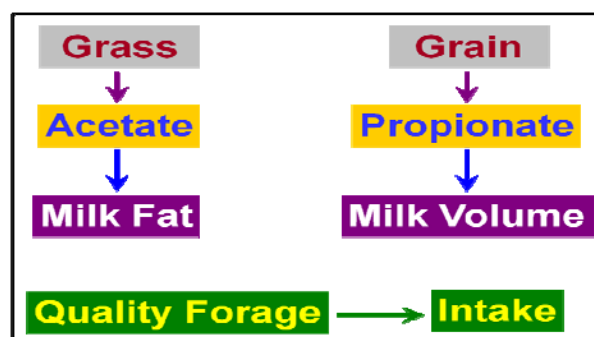 Grass Grain
Acetate Propionate
Milk Fat Milk Volume
Quality Forage Intake